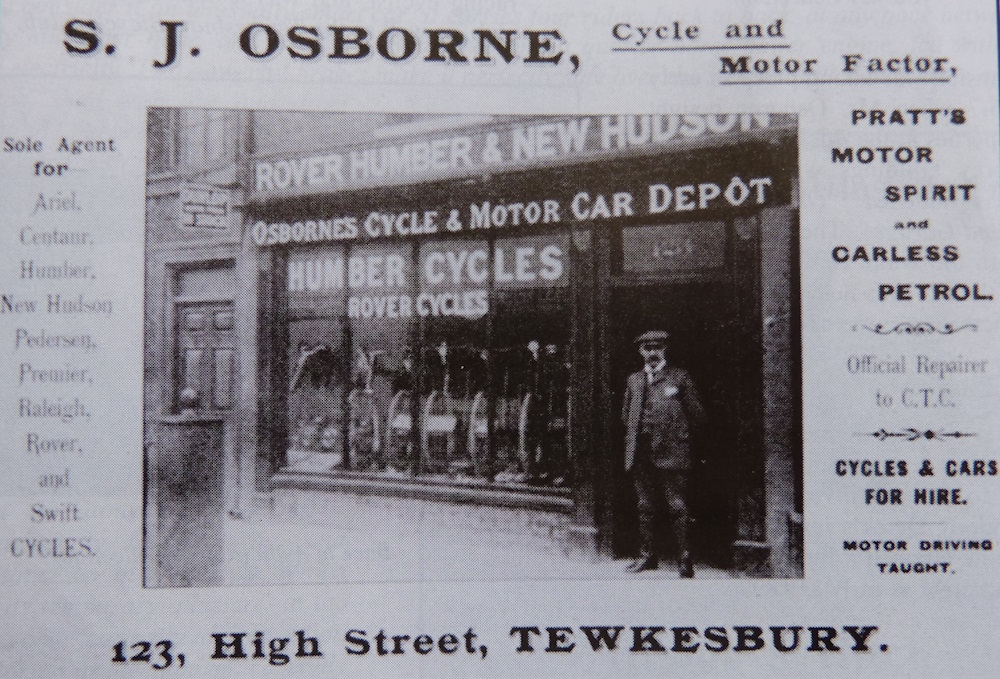 S. J. OSBORNE,
Cycle and
Motor Factor,
Sole Agent
for
Ariel,
Centaur,
Humber,
New Hudson
Pedersen,
Premier,
Raleigh,
Rover,
and
Swift
CYCLES.
ROVER HUMBER & NEW HUDSON
OSBORNES CYCLE & MOTOR CAR DEPÔT
HUMBER CYCLES
ROVER CYCLES
PRATT'S
MOTOR
SPIRIT
and
CARLESS
PETROL.
Official Repairer
to C.T.C.
CYCLES & CARS
FOR HIRE.
MOTOR DRIVING
TAUGHT.
123, High Street, TEWKESBURY.